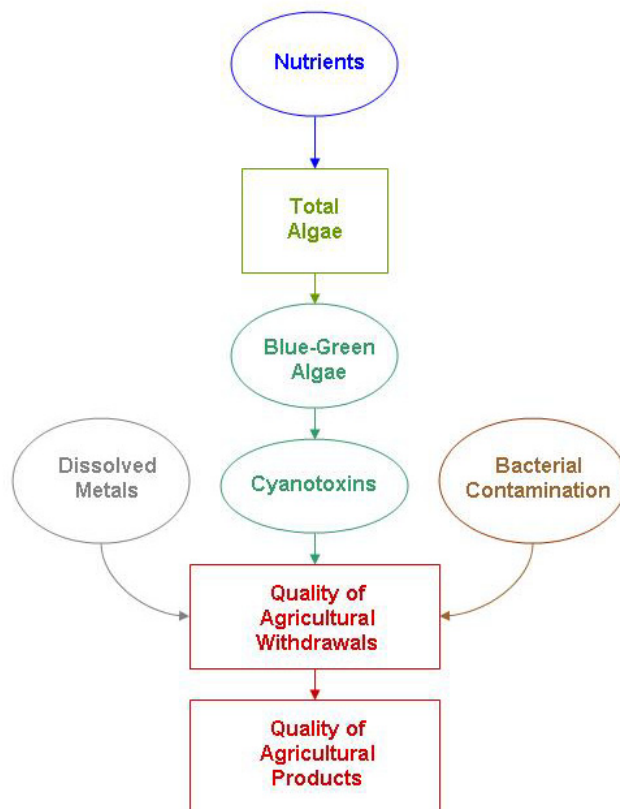 Nutrients
Total
Algae
Blue-Green
Algae
Dissolved
Metals
Cyanotoxins
Bacterial
Contamination
Quality of
Agricultural
Withdrawals
Quality of
Agricultural
Products